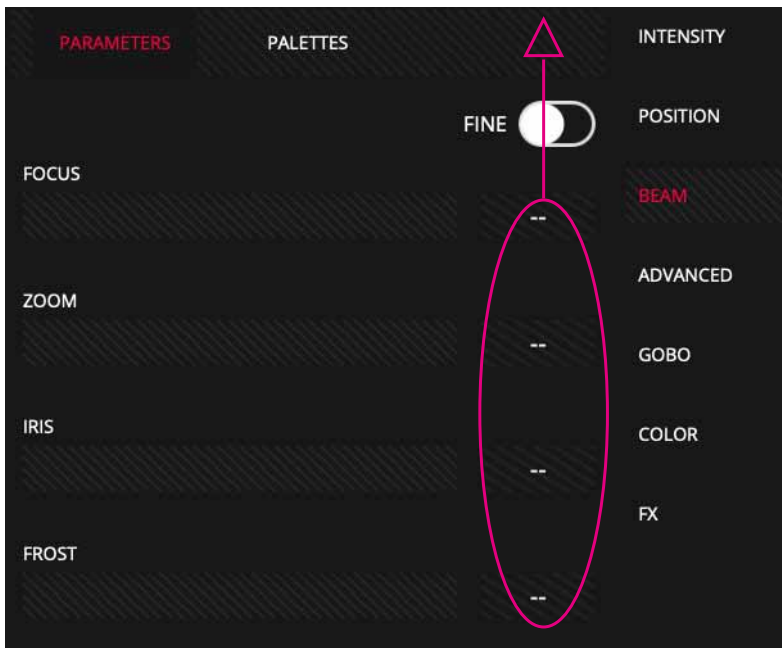 PARAMETERS PALETTES
FINE
FOCUS
--
ZOOM
--
IRIS
--
FROST
--
INTENSITY
POSITION
BEAM
ADVANCED
GOBO
COLOR
FX